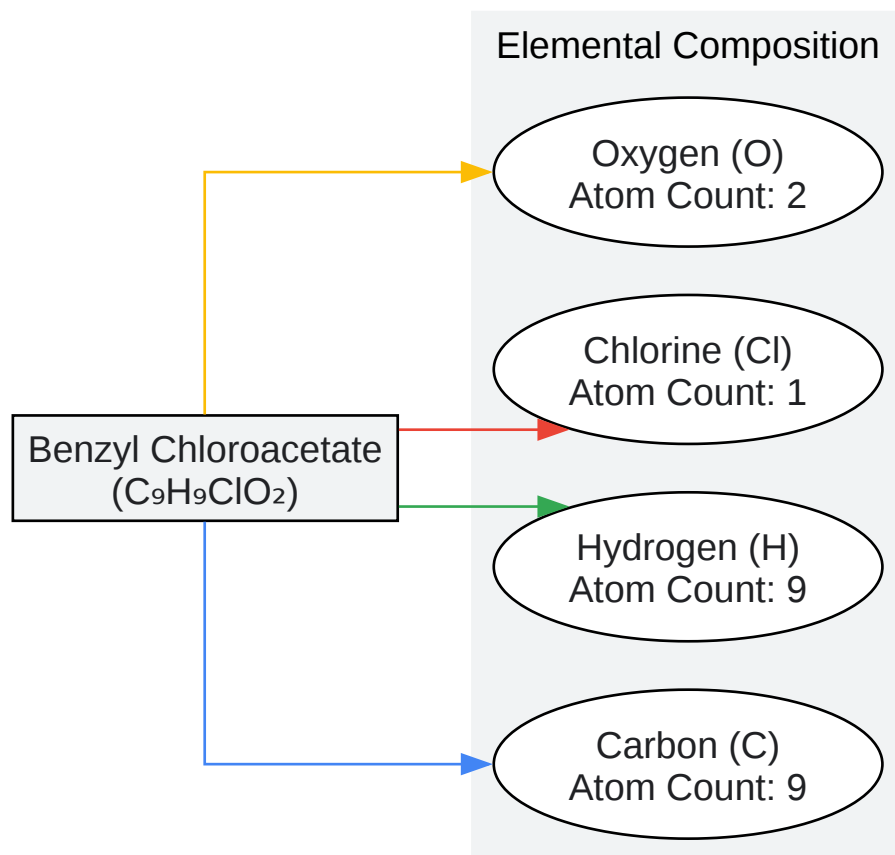 Elemental Composition
Oxygen (O)
Atom Count: 2
Chlorine (Cl)
Atom Count: 1
Benzyl Chloroacetate
(C₉H₉ClO₂)
Hydrogen (H)
Atom Count: 9
Carbon (C)
Atom Count: 9